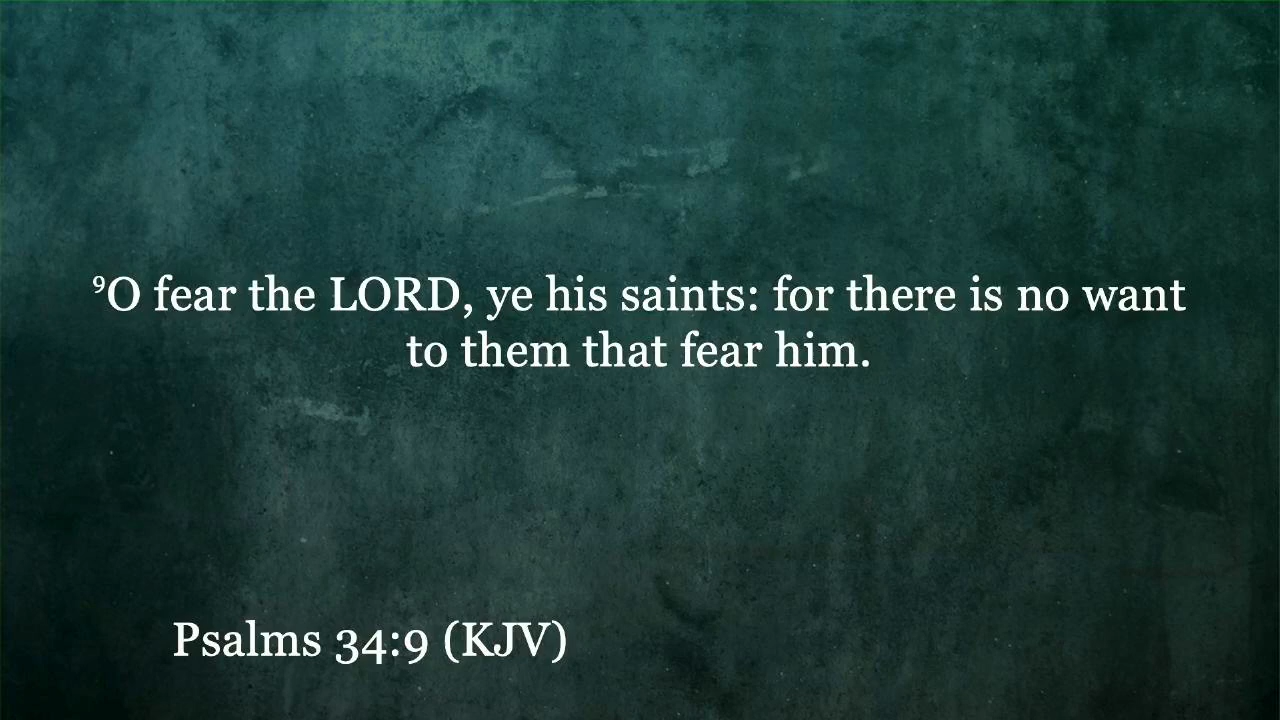 ⁹O fear the LORD, ye his saints: for there is no want
to them that fear him.
Psalms 34:9 (KJV)